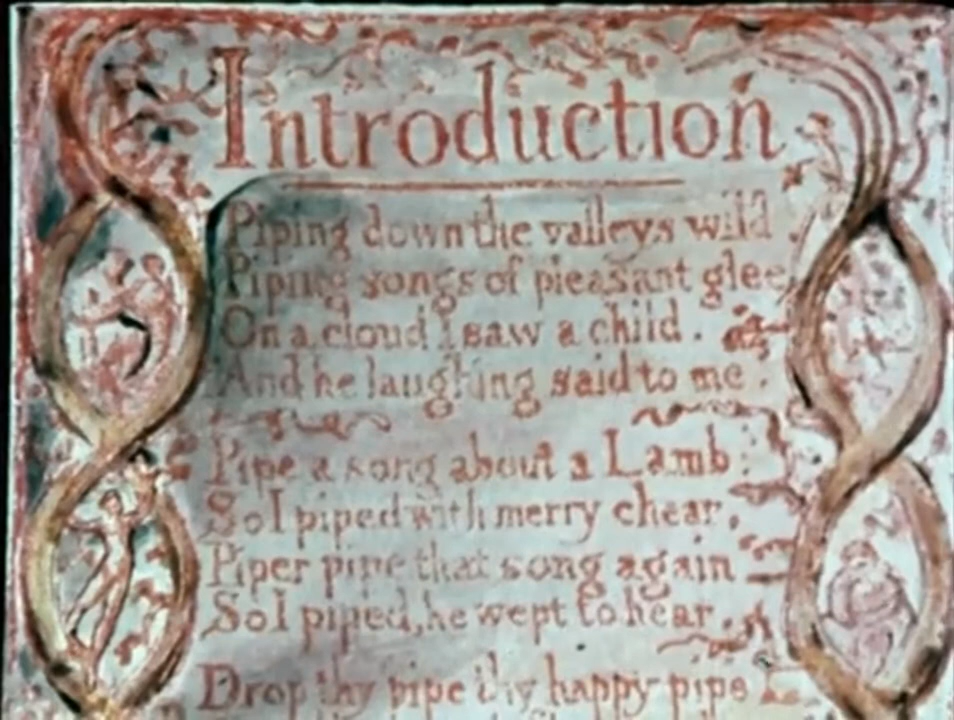 Introduction
Piping down the valleys wild
Piping songs of pleasant glee
On a cloud I saw a child.
And he laughing said to me.
Pipe a song about a Lamb:
So I piped with merry chear,
Piper pipe that song again
So I piped, he wept to hear.
Drop thy pipe thy happy pipe